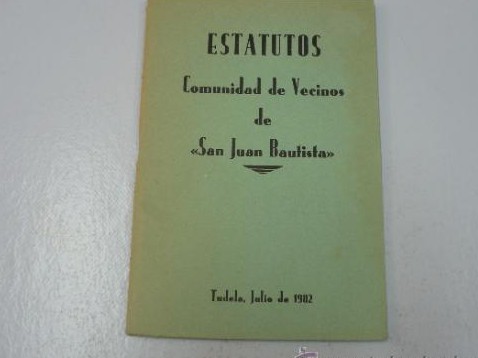 ESTATUTOS
Comunidad de Vecinos
de
«San Juan Bautista»
Tudela, Julio de 1982